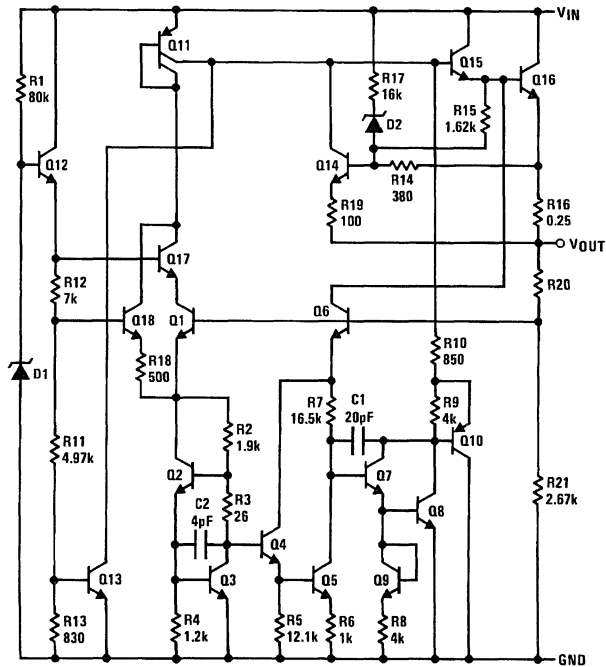 VIN
Q11
Q15
Q16
R1
80k
R17
16k
D2
R15
1.62k
Q12
Q14
R14
380
R19
100
R16
0.25
VOUT
R12
7k
Q17
Q18
Q1
Q6
R20
R18
500
R10
850
D1
R7
16.5k
C1
20pF
R9
4k
Q10
R2
1.9k
R11
4.97k
Q2
R3
26
Q7
Q8
R21
2.67k
C2
4pF
Q4
Q13
Q3
Q5
Q9
R13
830
R4
1.2k
R5
12.1k
R6
1k
R8
4k
GND